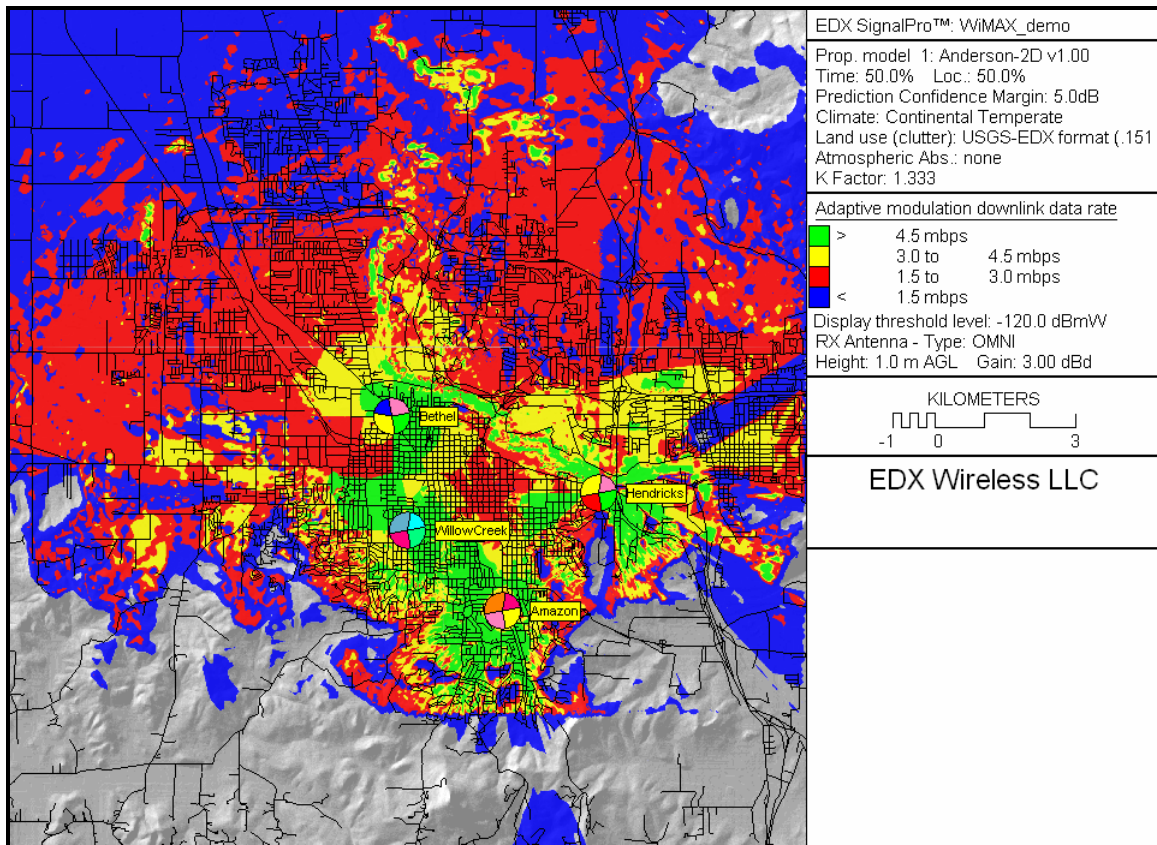 EDX SignalPro™: WiMAX_demo
Prop. model 1: Anderson-2D v1.00
Time: 50.0% Loc.: 50.0%
Prediction Confidence Margin: 5.0dB
Climate: Continental Temperate
Land use (clutter): USGS-EDX format (.151
Atmospheric Abs.: none
K Factor: 1.333
Adaptive modulation downlink data rate
> 4.5 mbps
3.0 to 4.5 mbps
1.5 to 3.0 mbps
< 1.5 mbps
Display threshold level: -120.0 dBmW
RX Antenna - Type: OMNI
Height: 1.0 m AGL Gain: 3.00 dBd
KILOMETERS
-1 0 3
EDX Wireless LLC
Bethel
Hendricks
WillowCreek
Amazon